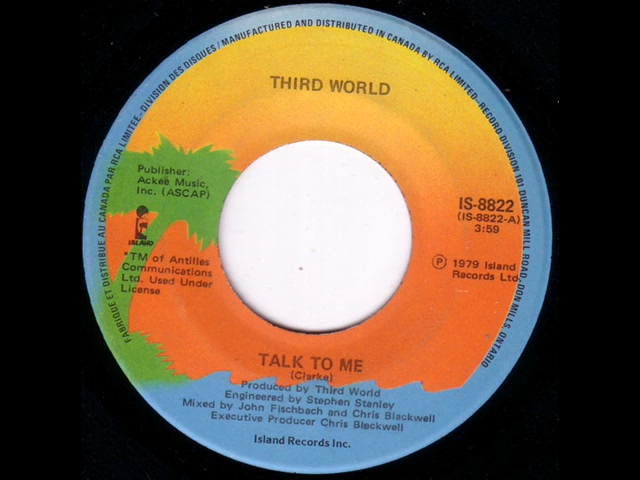 FABRIQUE ET DISTRIBUE AU CANADA PAR RCA LIMITEE-DIVISION DES DISQUES/MANUFACTURED AND DISTRIBUTED IN CANADA BY RCA LIMITED-RECORD DIVISION 101 DUNCAN MILL ROAD, DON MILLS, ONTARIO
THIRD WORLD
Publisher:
Ackee Music,
Inc. (ASCAP)
ISLAND
*TM of Antilles
Communications
Ltd. Used Under
License
IS-8822
(IS-8822-A)
3:59
Ⓟ 1979 Island
Records Ltd.
TALK TO ME
(Clarke)
Produced by Third World
Engineered by Stephen Stanley
Mixed by John Fischbach and Chris Blackwell
Executive Producer Chris Blackwell
Island Records Inc.